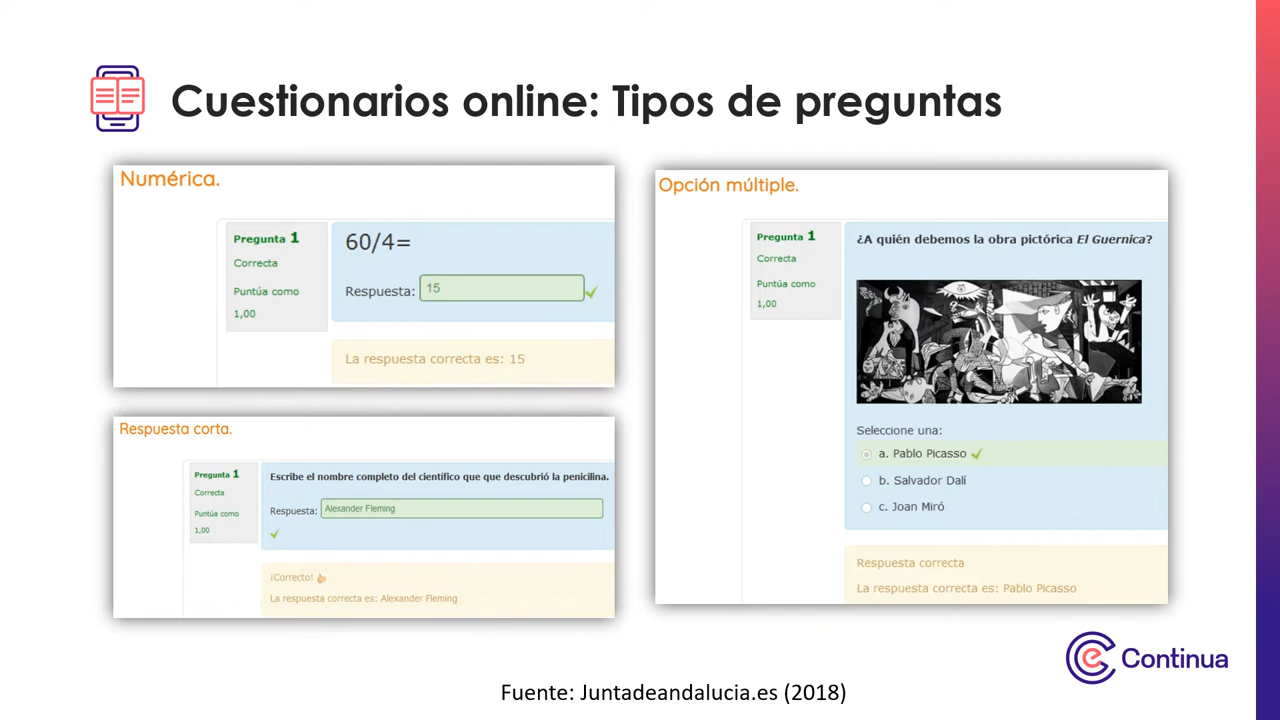 Cuestionarios online: Tipos de preguntas
Numérica.
Pregunta 1
Correcta
Puntúa como
1,00
60/4=
Respuesta: 15
La respuesta correcta es: 15
Respuesta corta.
Pregunta 1
Correcta
Puntúa como
1,00
Escribe el nombre completo del científico que que descubrió la penicilina.
Respuesta: Alexander Fleming
¡Correcto!
La respuesta correcta es: Alexander Fleming
Opción múltiple.
Pregunta 1
Correcta
Puntúa como
1,00
¿A quién debemos la obra pictórica El Guernica?
Seleccione una:
a. Pablo Picasso
b. Salvador Dalí
c. Joan Miró
Respuesta correcta
La respuesta correcta es: Pablo Picasso
Continua
Fuente: Juntadeandalucia.es (2018)